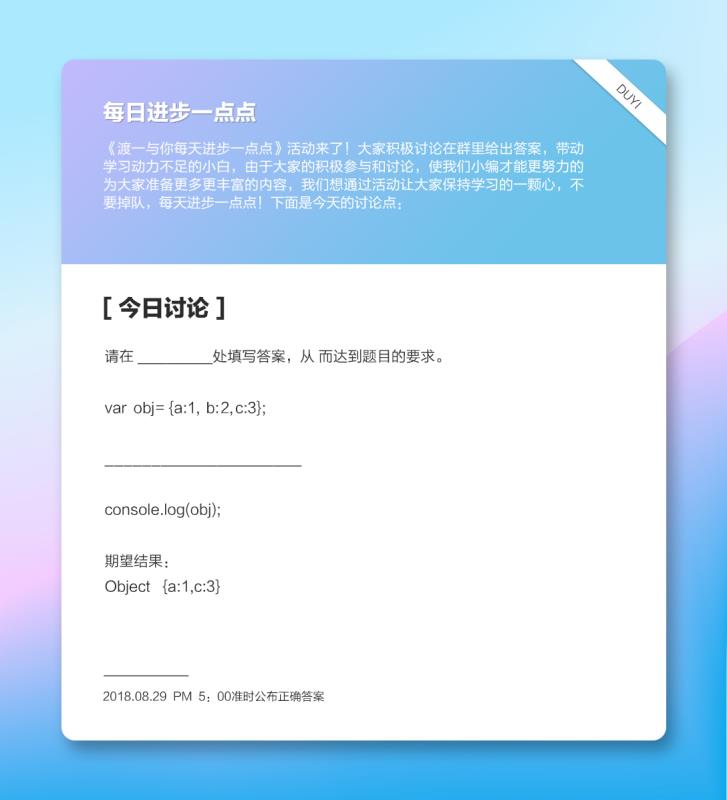 DUYI
每日进步一点点
《渡一与你每天进步一点点》活动来了！大家积极讨论在群里给出答案，带动
学习动力不足的小白，由于大家的积极参与和讨论，使我们小编才能更努力的
为大家准备更多更丰富的内容，我们想通过活动让大家保持学习的一颗心，不
要掉队，每天进步一点点！下面是今天的讨论点：
[ 今日讨论 ]
请在 __________处填写答案，从 而达到题目的要求。
var obj= {a:1, b:2,c:3};
________________________
console.log(obj);
期望结果：
Object {a:1,c:3}
2018.08.29 PM 5：00准时公布正确答案